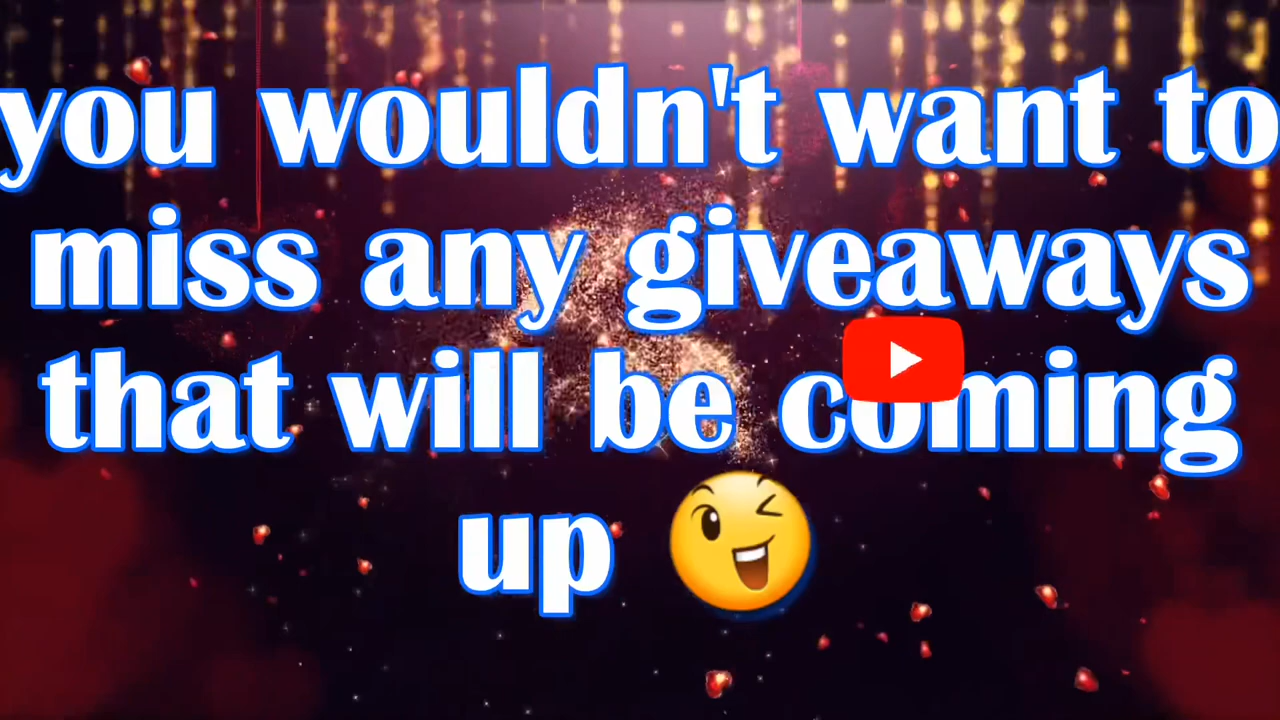 you wouldn't want to
miss any giveaways
that will be coming
up 😉